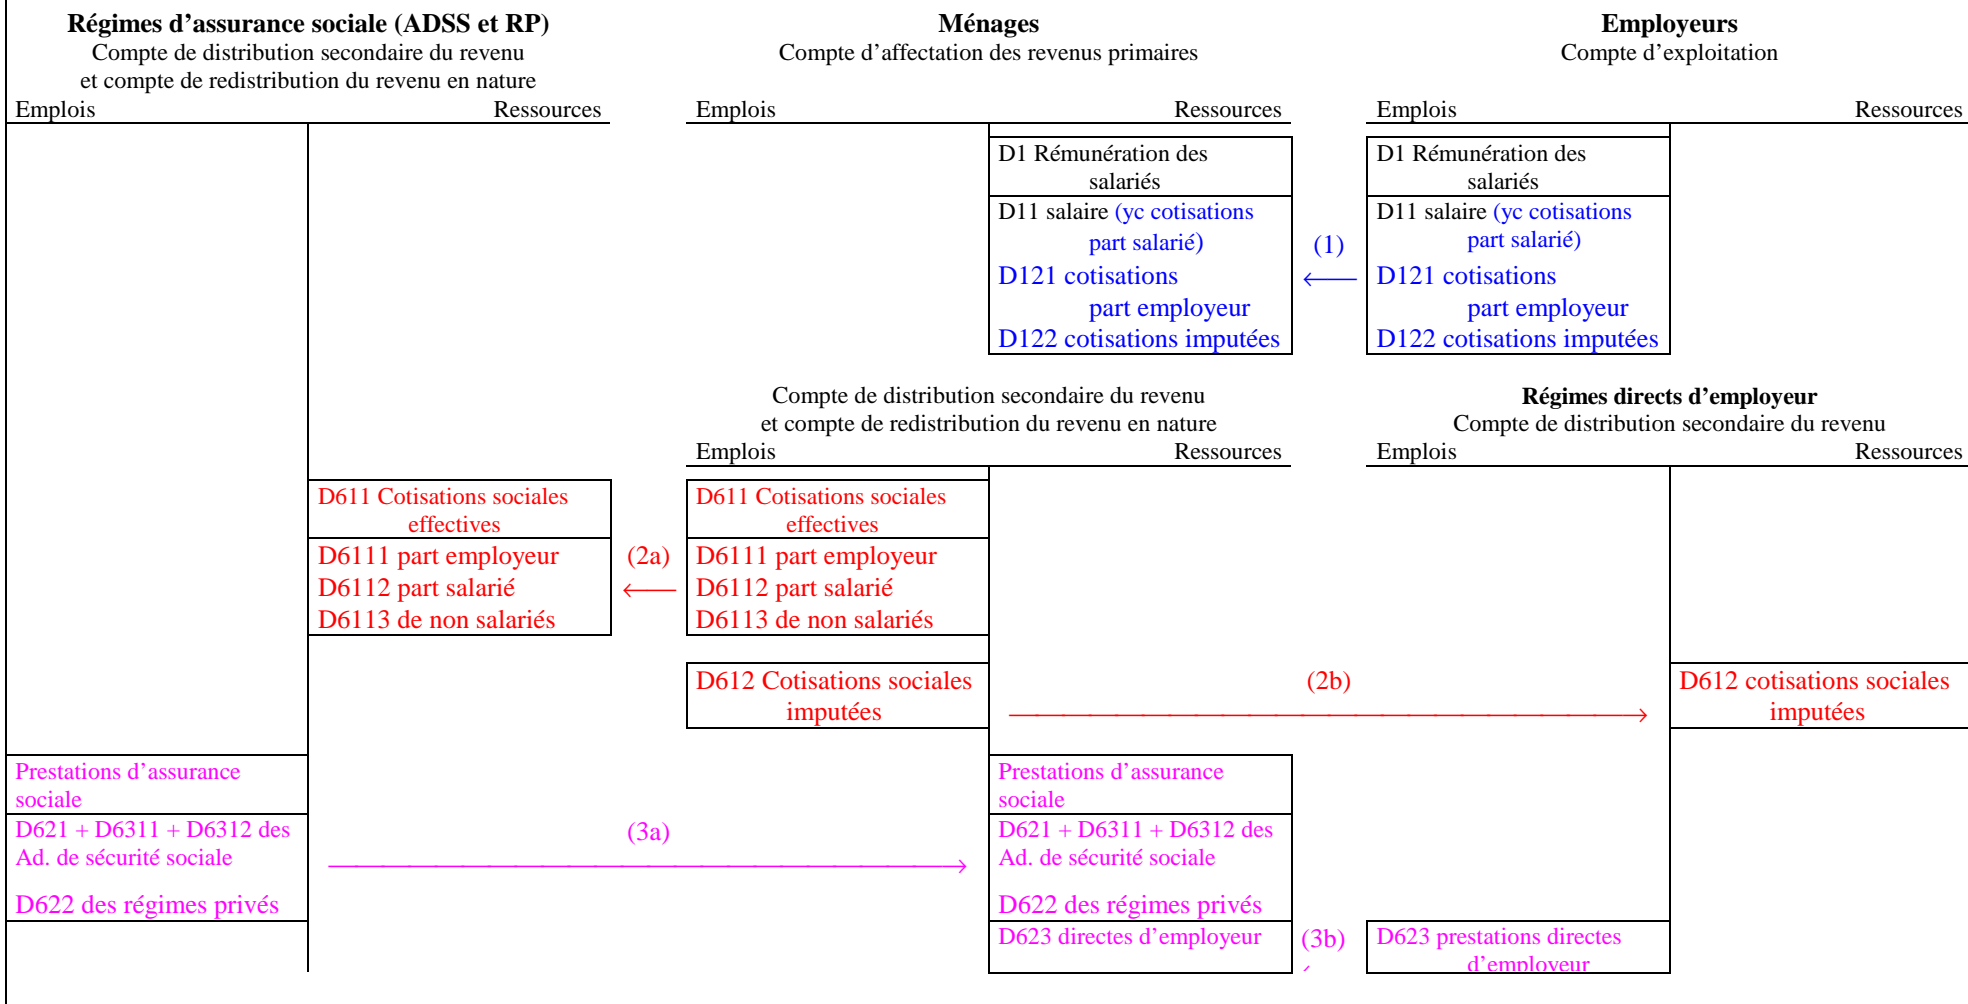 Régimes d'assurance sociale (ADSS et RP)
Compte de distribution secondaire du revenu
et compte de redistribution du revenu en nature
Emplois Ressources
Ménages
Compte d'affectation des revenus primaires
Emplois Ressources
Employeurs
Compte d'exploitation
Emplois Ressources
D1 Rémunération des
salariés
D11 salaire (yc cotisations
part salarié)
D121 cotisations
part employeur
D122 cotisations imputées
(1)
←
D1 Rémunération des
salariés
D11 salaire (yc cotisations
part salarié)
D121 cotisations
part employeur
D122 cotisations imputées
Compte de distribution secondaire du revenu
et compte de redistribution du revenu en nature
Emplois Ressources
Régimes directs d'employeur
Compte de distribution secondaire du revenu
Emplois Ressources
D611 Cotisations sociales
effectives
D6111 part employeur
D6112 part salarié
D6113 de non salariés
(2a)
←
D611 Cotisations sociales
effectives
D6111 part employeur
D6112 part salarié
D6113 de non salariés
D612 Cotisations sociales
imputées
(2b)
→
D612 cotisations sociales
imputées
Prestations d'assurance
sociale
D621 + D6311 + D6312 des
Ad. de sécurité sociale
D622 des régimes privés
(3a)
→
Prestations d'assurance
sociale
D621 + D6311 + D6312 des
Ad. de sécurité sociale
D622 des régimes privés
D623 directes d'employeur
(3b)
D623 prestations directes
d'employeur